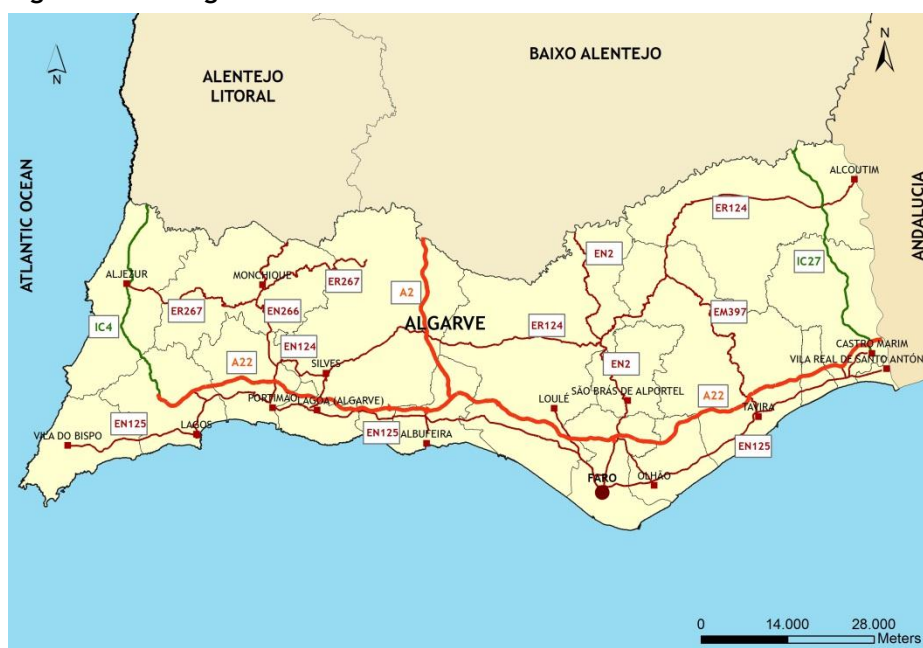 N
N
BAIXO ALENTEJO
ALENTEJO
LITORAL
ATLANTIC OCEAN
ANDALUCIA
ALCOUTIM
ER124
EN2
IC27
ALJEZUR
MONCHIQUE
ER267
A2
ER267
EN266
EM397
IC4
ALGARVE
ER124
EN124
EN2
CASTRO MARIM
A22
SILVES
VILA REAL DE SANTO ANTÓN
PORTIMÃO
LAGOA (ALGARVE)
LOULÉ
SÃO BRÁS DE ALPORTEL
A22
TAVIRA
EN125
LAGOS
EN125
ALBUFEIRA
EN125
VILA DO BISPO
FARO
OLHÃO
0 14.000 28.000
Meters